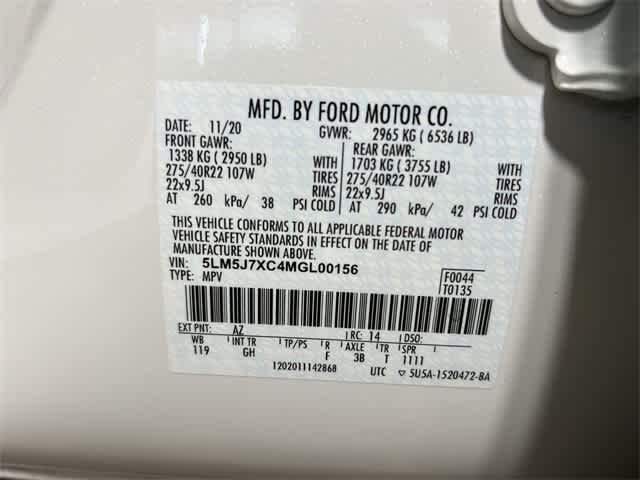 MFD. BY FORD MOTOR CO.
DATE: 11/20 GVWR: 2965 KG ( 6536 LB)
FRONT GAWR: REAR GAWR:
1338 KG ( 2950 LB) WITH 1703 KG ( 3755 LB) WITH
275/40R22 107W TIRES 275/40R22 107W TIRES
22x9.5J RIMS 22x9.5J RIMS
AT 260 kPa/ 38 PSI COLD AT 290 kPa/ 42 PSI COLD
THIS VEHICLE CONFORMS TO ALL APPLICABLE FEDERAL MOTOR
VEHICLE SAFETY STANDARDS IN EFFECT ON THE DATE OF
MANUFACTURE SHOWN ABOVE.
VIN: 5LM5J7XC4MGL00156 F0044
TYPE: MPV T0135
EXT PNT: AZ RC: 14 DSO:
WB INT TR TP/PS R AXLE TR SPR
119 GH F 3B T 1111
1202011142868 UTC ▽ 5U5A-1520472-BA